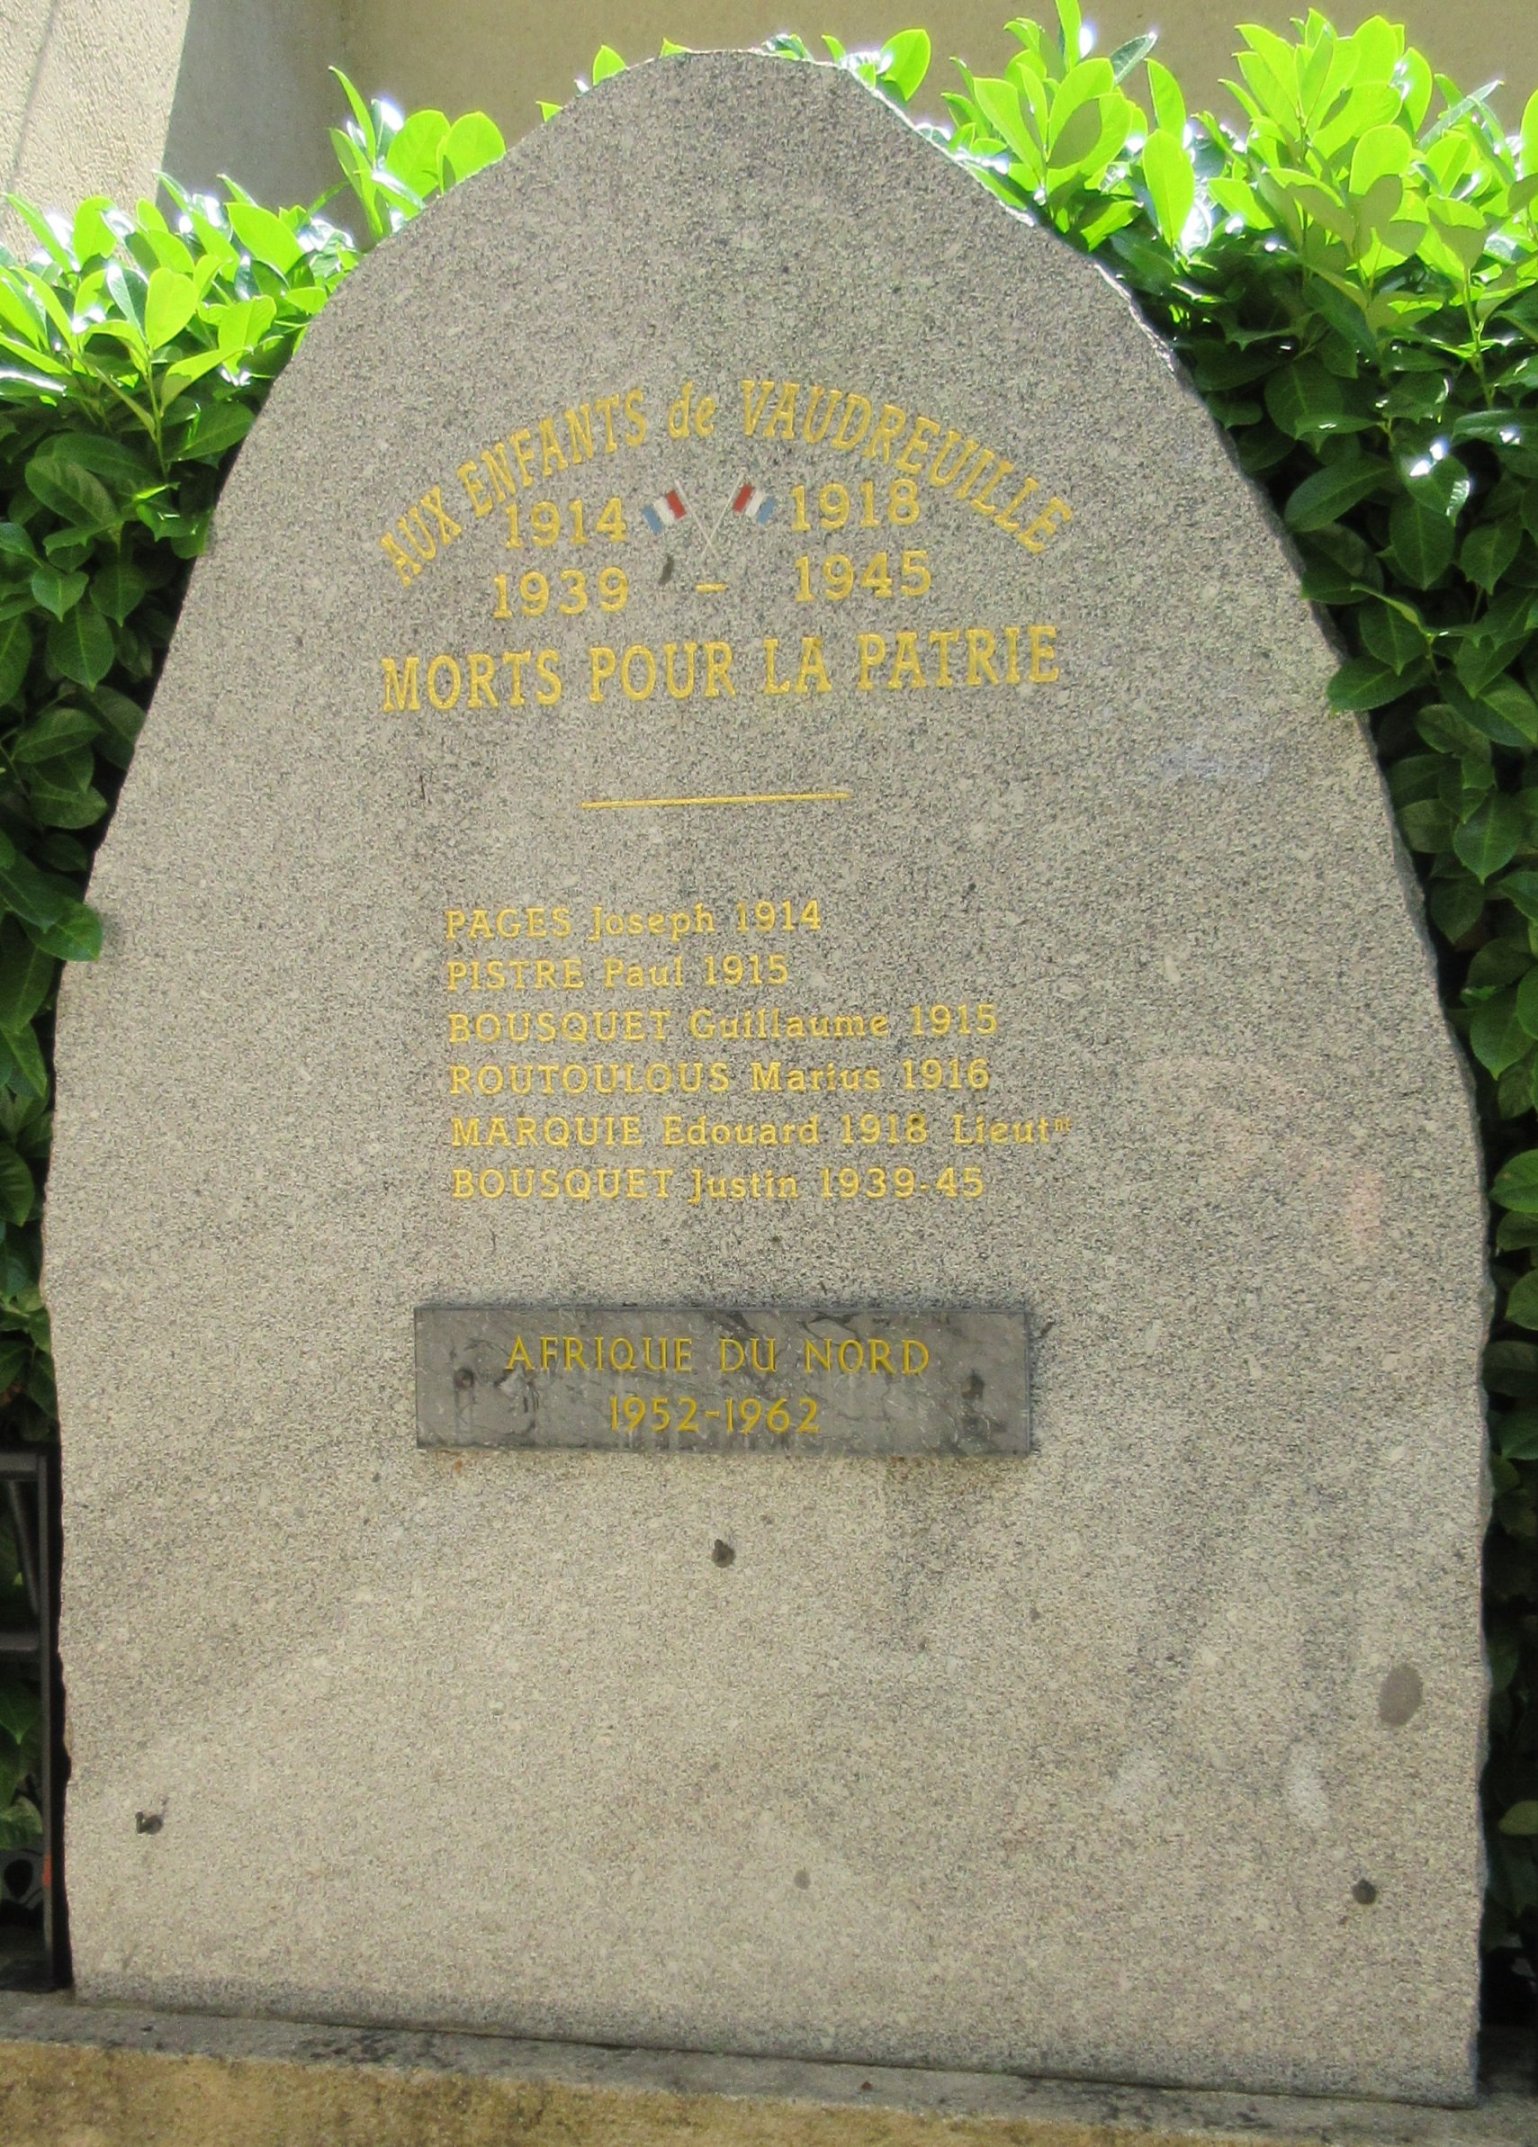 AUX ENFANTS de VAUDREUILLE
1914 1918
1939 - 1945
MORTS POUR LA PATRIE
PAGES Joseph 1914
PISTRE Paul 1915
BOUSQUET Guillaume 1915
ROUTOULOUS Marius 1916
MARQUIE Edouard 1918 Lieutnt
BOUSQUET Justin 1939-45
AFRIQUE DU NORD
1952-1962